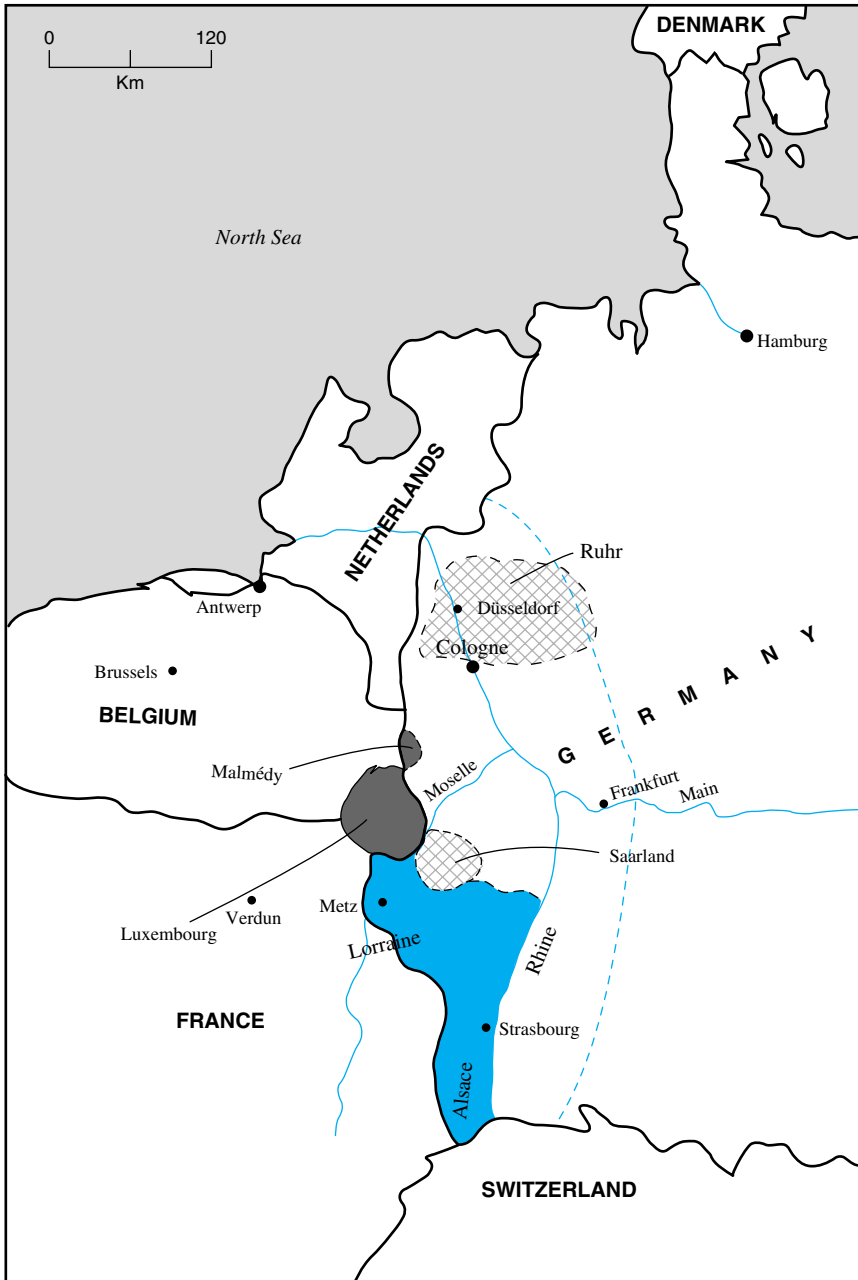 DENMARK
0 120
Km
North Sea
Hamburg
NETHERLANDS
Ruhr
Antwerp
Düsseldorf
Cologne
Brussels
GERMANY
BELGIUM
Malmédy
Moselle
Frankfurt
Main
Saarland
Metz
Verdun
Luxembourg
Lorraine
Rhine
FRANCE
Strasbourg
Alsace
SWITZERLAND